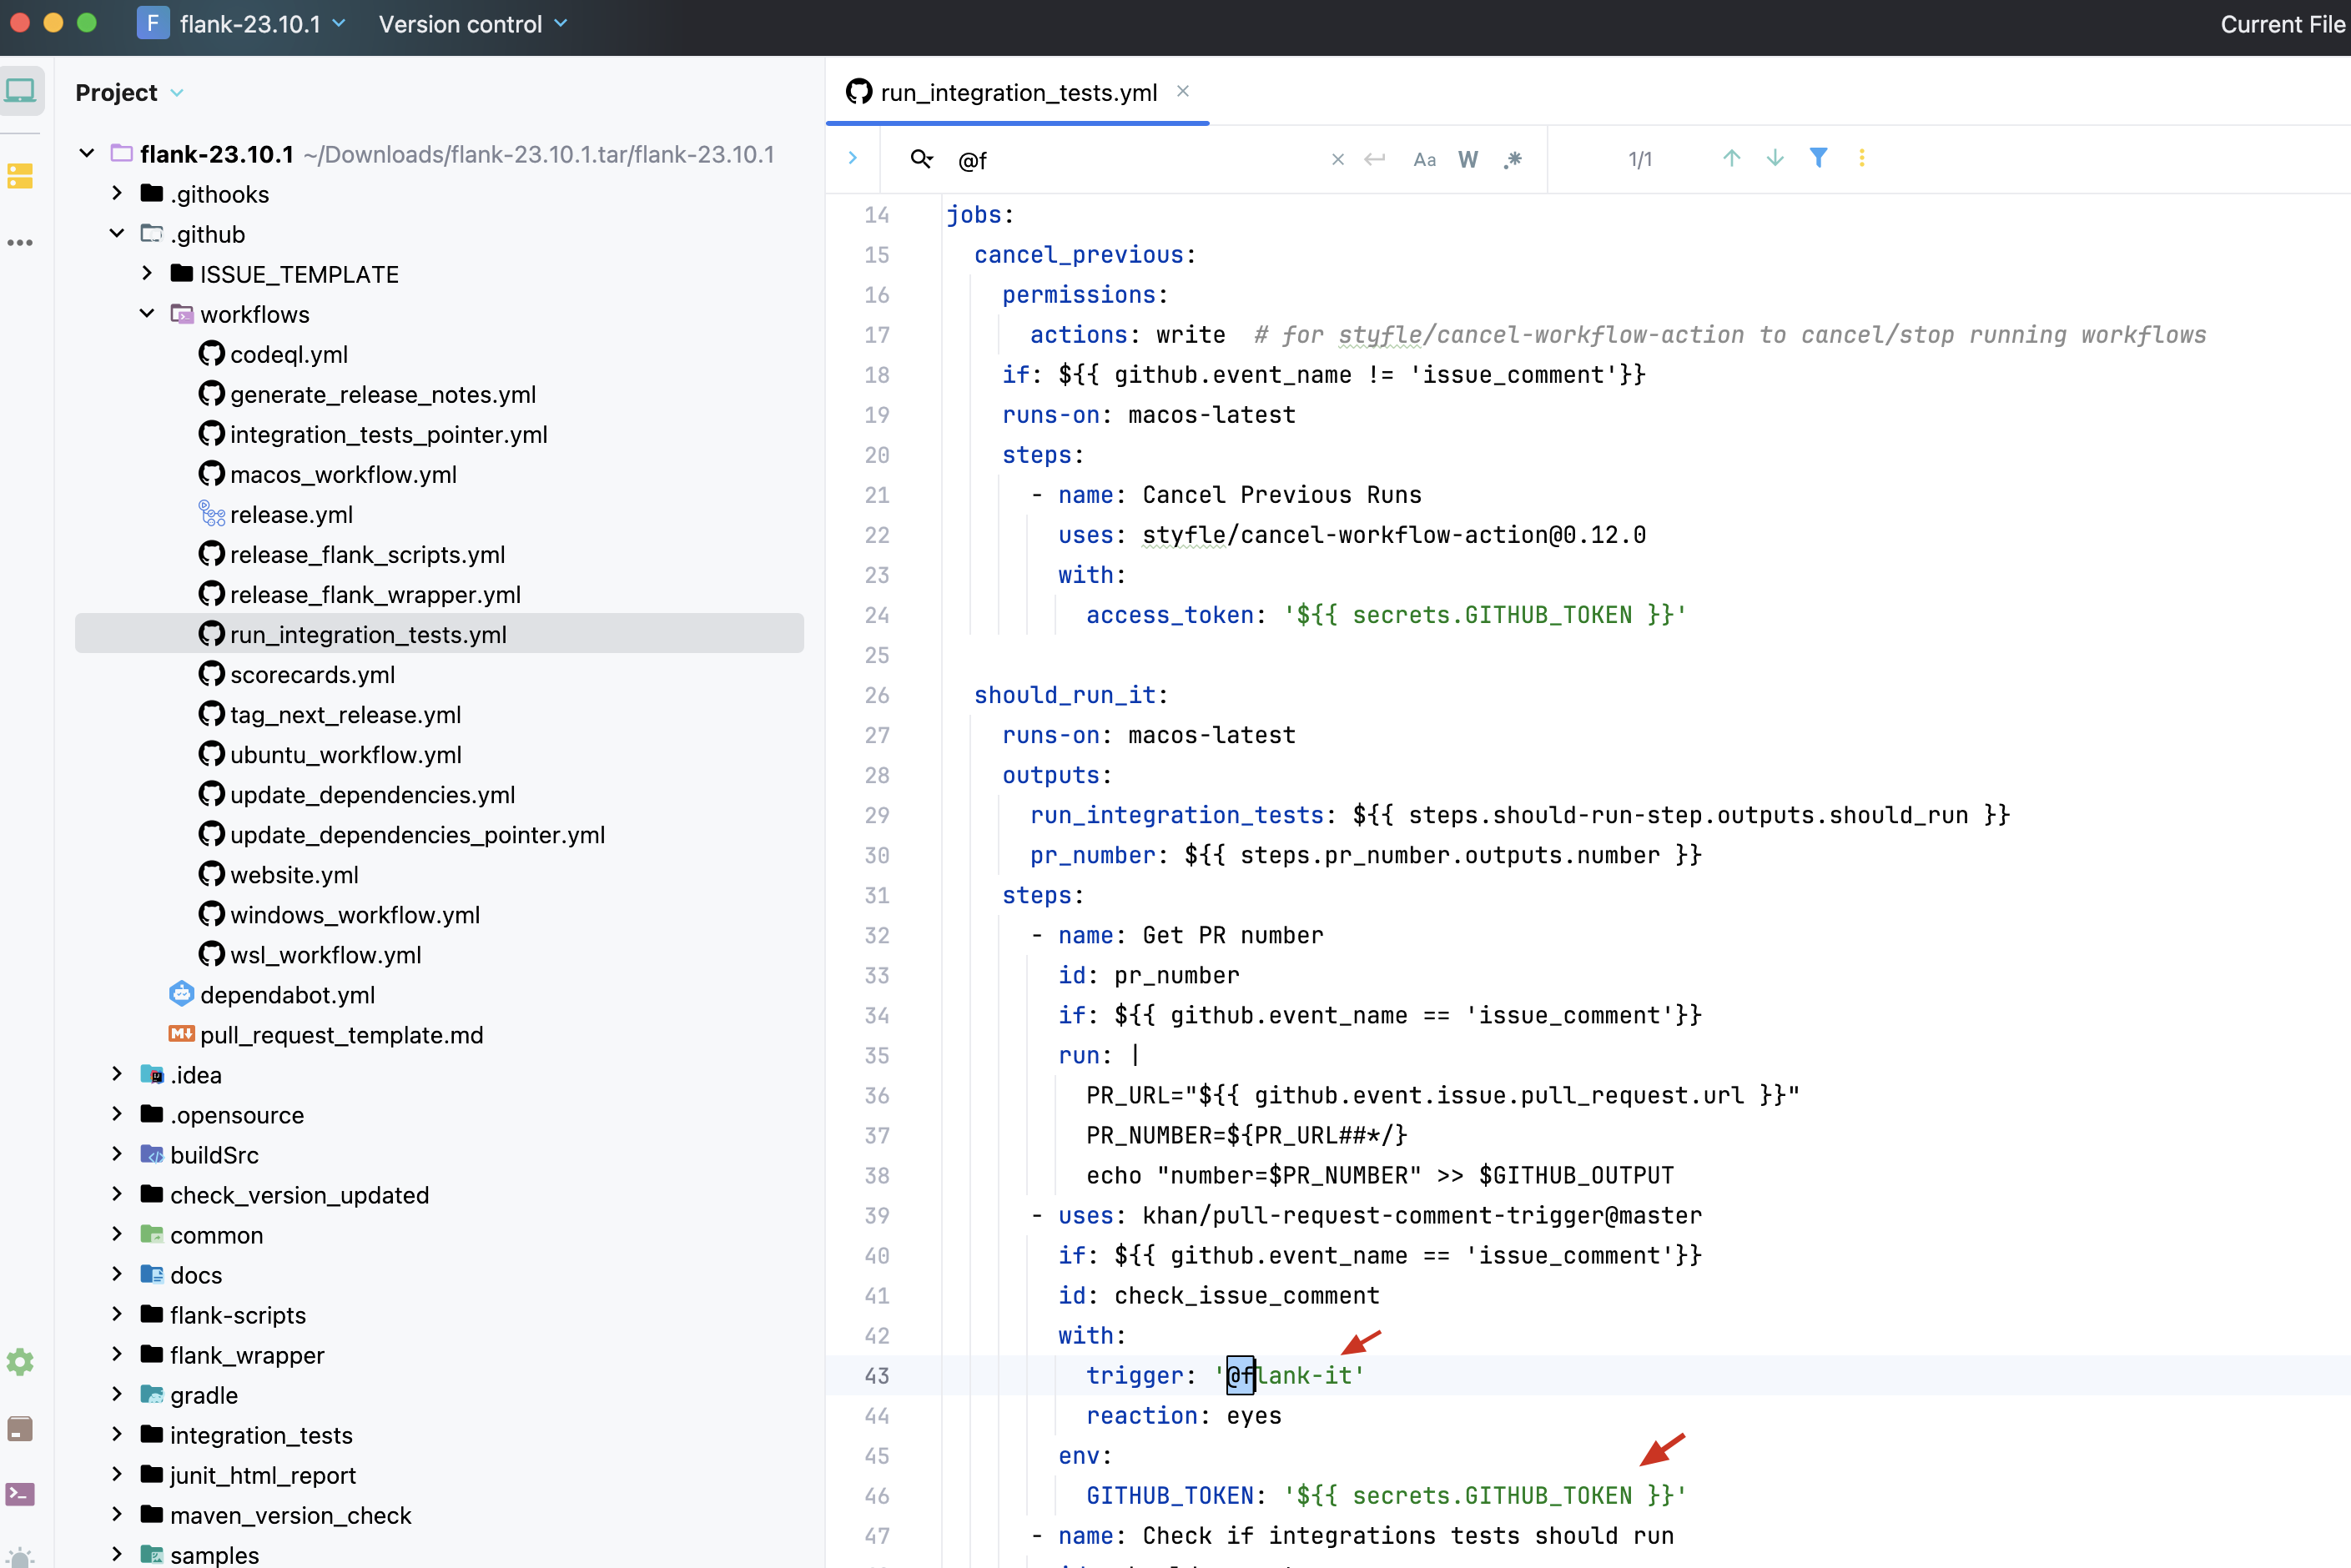 F flank-23.10.1 Version control Current File
Project
flank-23.10.1 ~/Downloads/flank-23.10.1.tar/flank-23.10.1
.githooks
.github
ISSUE_TEMPLATE
workflows
codeql.yml
generate_release_notes.yml
integration_tests_pointer.yml
macos_workflow.yml
release.yml
release_flank_scripts.yml
release_flank_wrapper.yml
run_integration_tests.yml
scorecards.yml
tag_next_release.yml
ubuntu_workflow.yml
update_dependencies.yml
update_dependencies_pointer.yml
website.yml
windows_workflow.yml
wsl_workflow.yml
dependabot.yml
pull_request_template.md
.idea
.opensource
buildSrc
check_version_updated
common
docs
flank-scripts
flank_wrapper
gradle
integration_tests
junit_html_report
maven_version_check
samples
run_integration_tests.yml
@f Aa W .* 1/1
14 jobs:
15 cancel_previous:
16 permissions:
17 actions: write # for styfle/cancel-workflow-action to cancel/stop running workflows
18 if: ${{ github.event_name != 'issue_comment'}}
19 runs-on: macos-latest
20 steps:
21 - name: Cancel Previous Runs
22 uses: styfle/cancel-workflow-action@0.12.0
23 with:
24 access_token: '${{ secrets.GITHUB_TOKEN }}'
25
26 should_run_it:
27 runs-on: macos-latest
28 outputs:
29 run_integration_tests: ${{ steps.should-run-step.outputs.should_run }}
30 pr_number: ${{ steps.pr_number.outputs.number }}
31 steps:
32 - name: Get PR number
33 id: pr_number
34 if: ${{ github.event_name == 'issue_comment'}}
35 run: |
36 PR_URL="${{ github.event.issue.pull_request.url }}"
37 PR_NUMBER=${PR_URL##*/}
38 echo "number=$PR_NUMBER" >> $GITHUB_OUTPUT
39 - uses: khan/pull-request-comment-trigger@master
40 if: ${{ github.event_name == 'issue_comment'}}
41 id: check_issue_comment
42 with:
43 trigger: '@flank-it'
44 reaction: eyes
45 env:
46 GITHUB_TOKEN: '${{ secrets.GITHUB_TOKEN }}'
47 - name: Check if integrations tests should run